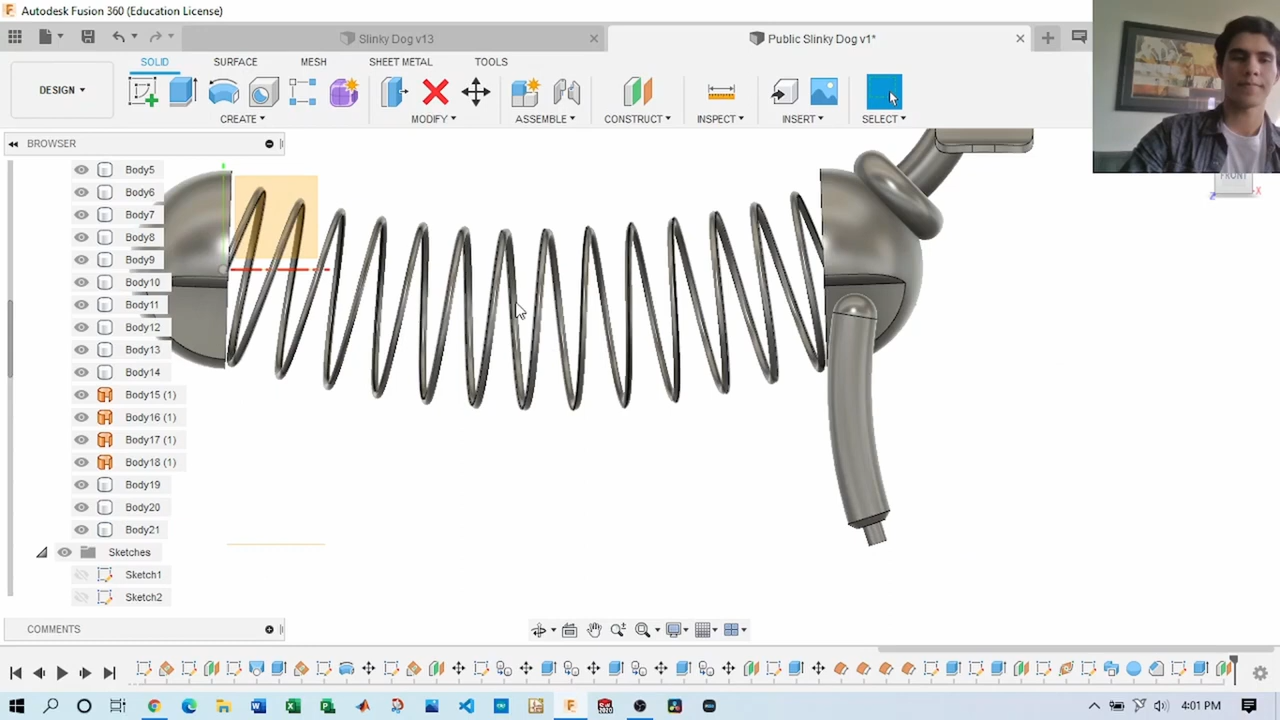 Autodesk Fusion 360 (Education License)
Slinky Dog v13
Public Slinky Dog v1*
SOLID SURFACE MESH SHEET METAL TOOLS
DESIGN
CREATE MODIFY ASSEMBLE CONSTRUCT INSPECT INSERT SELECT
BROWSER
FRONT
Z X
Body5
Body6
Body7
Body8
Body9
Body10
Body11
Body12
Body13
Body14
Body15 (1)
Body16 (1)
Body17 (1)
Body18 (1)
Body19
Body20
Body21
Sketches
Sketch1
Sketch2
COMMENTS
4:01 PM